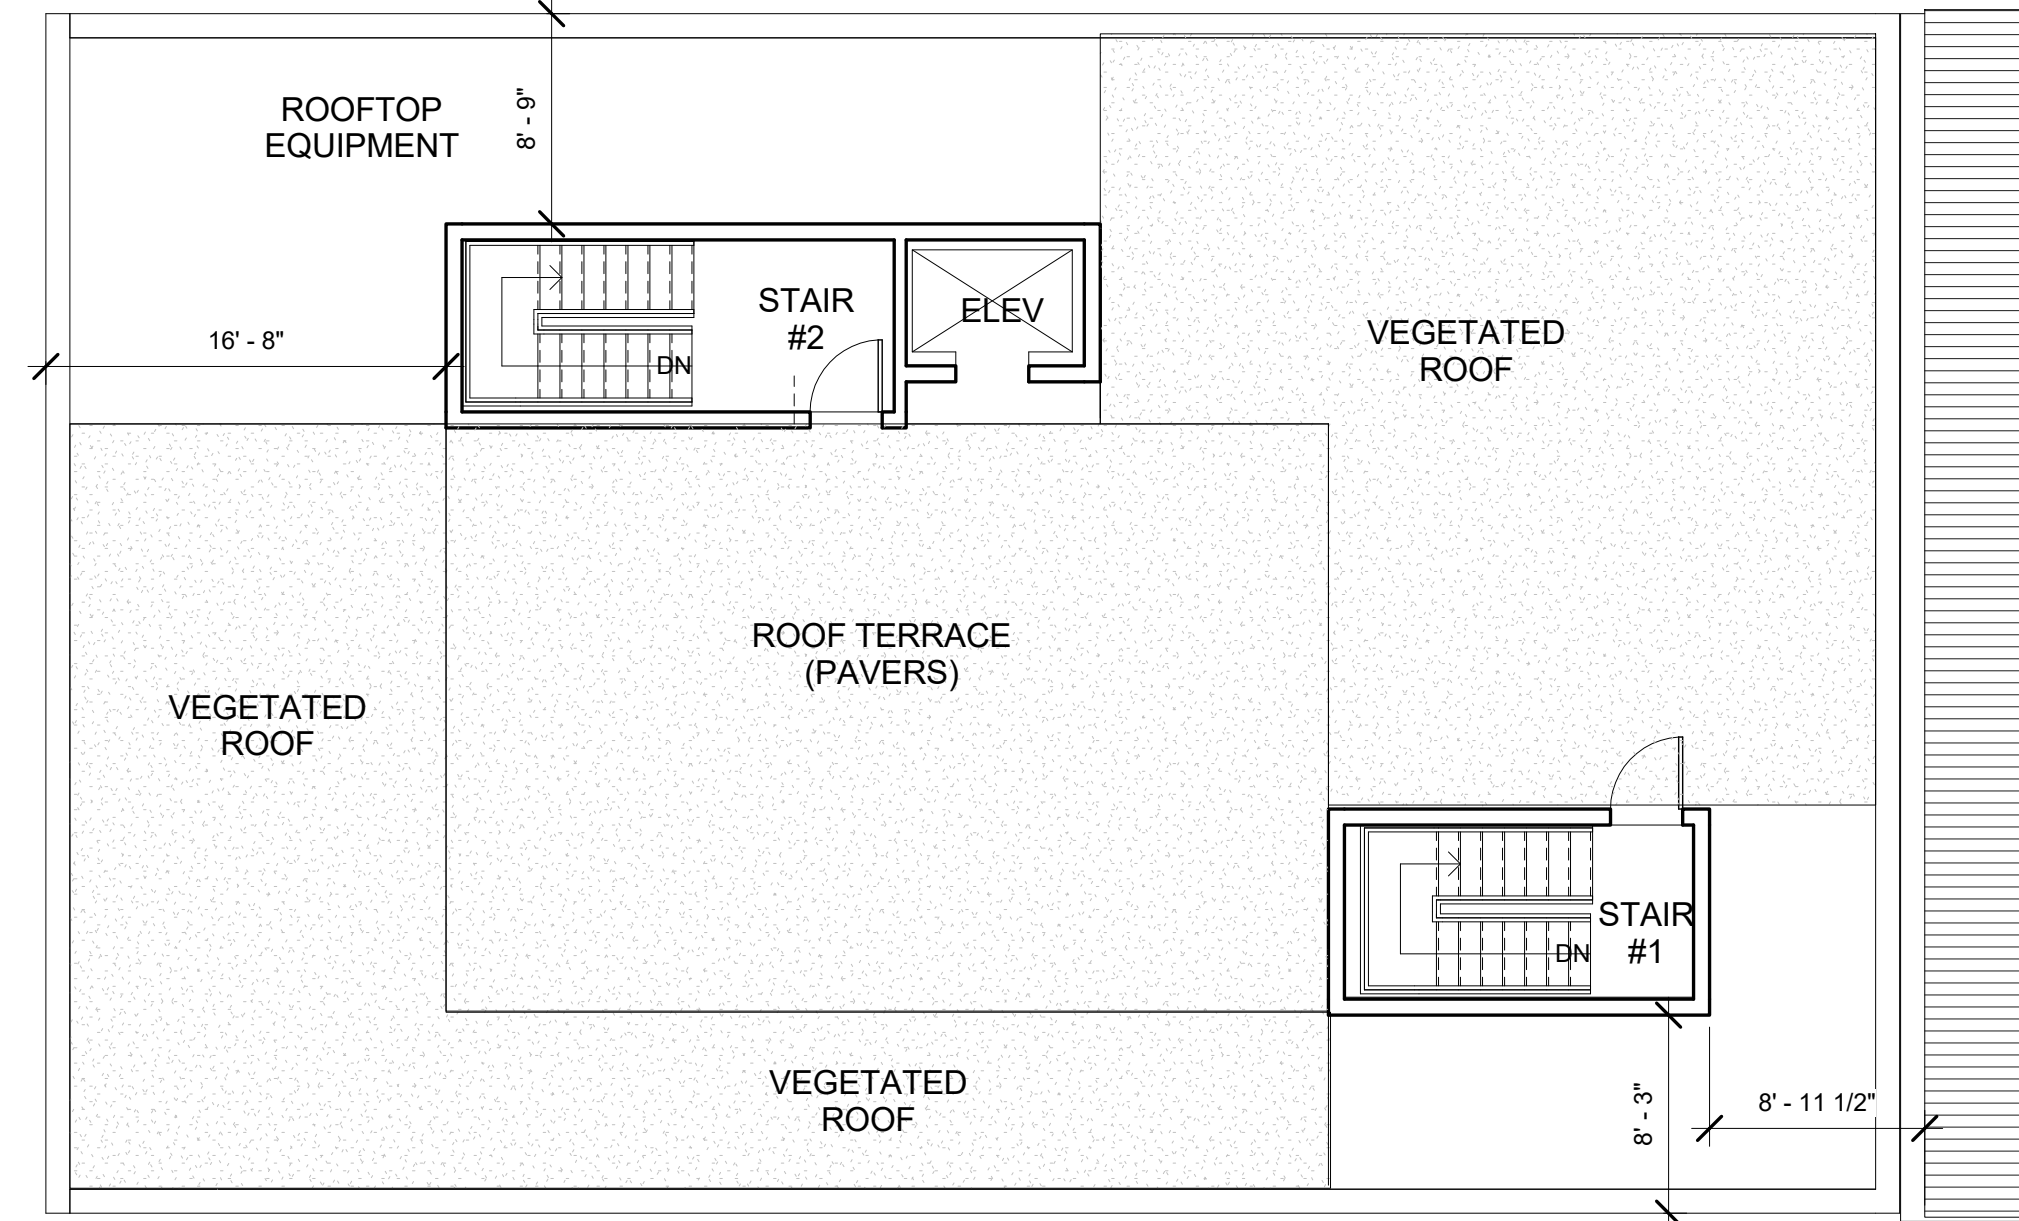 ROOFTOP
EQUIPMENT
8' - 9"
STAIR
#2
ELEV
DN
16' - 8"
VEGETATED
ROOF
ROOF TERRACE
(PAVERS)
VEGETATED
ROOF
STAIR
#1
DN
VEGETATED
ROOF
8' - 3"
8' - 11 1/2"